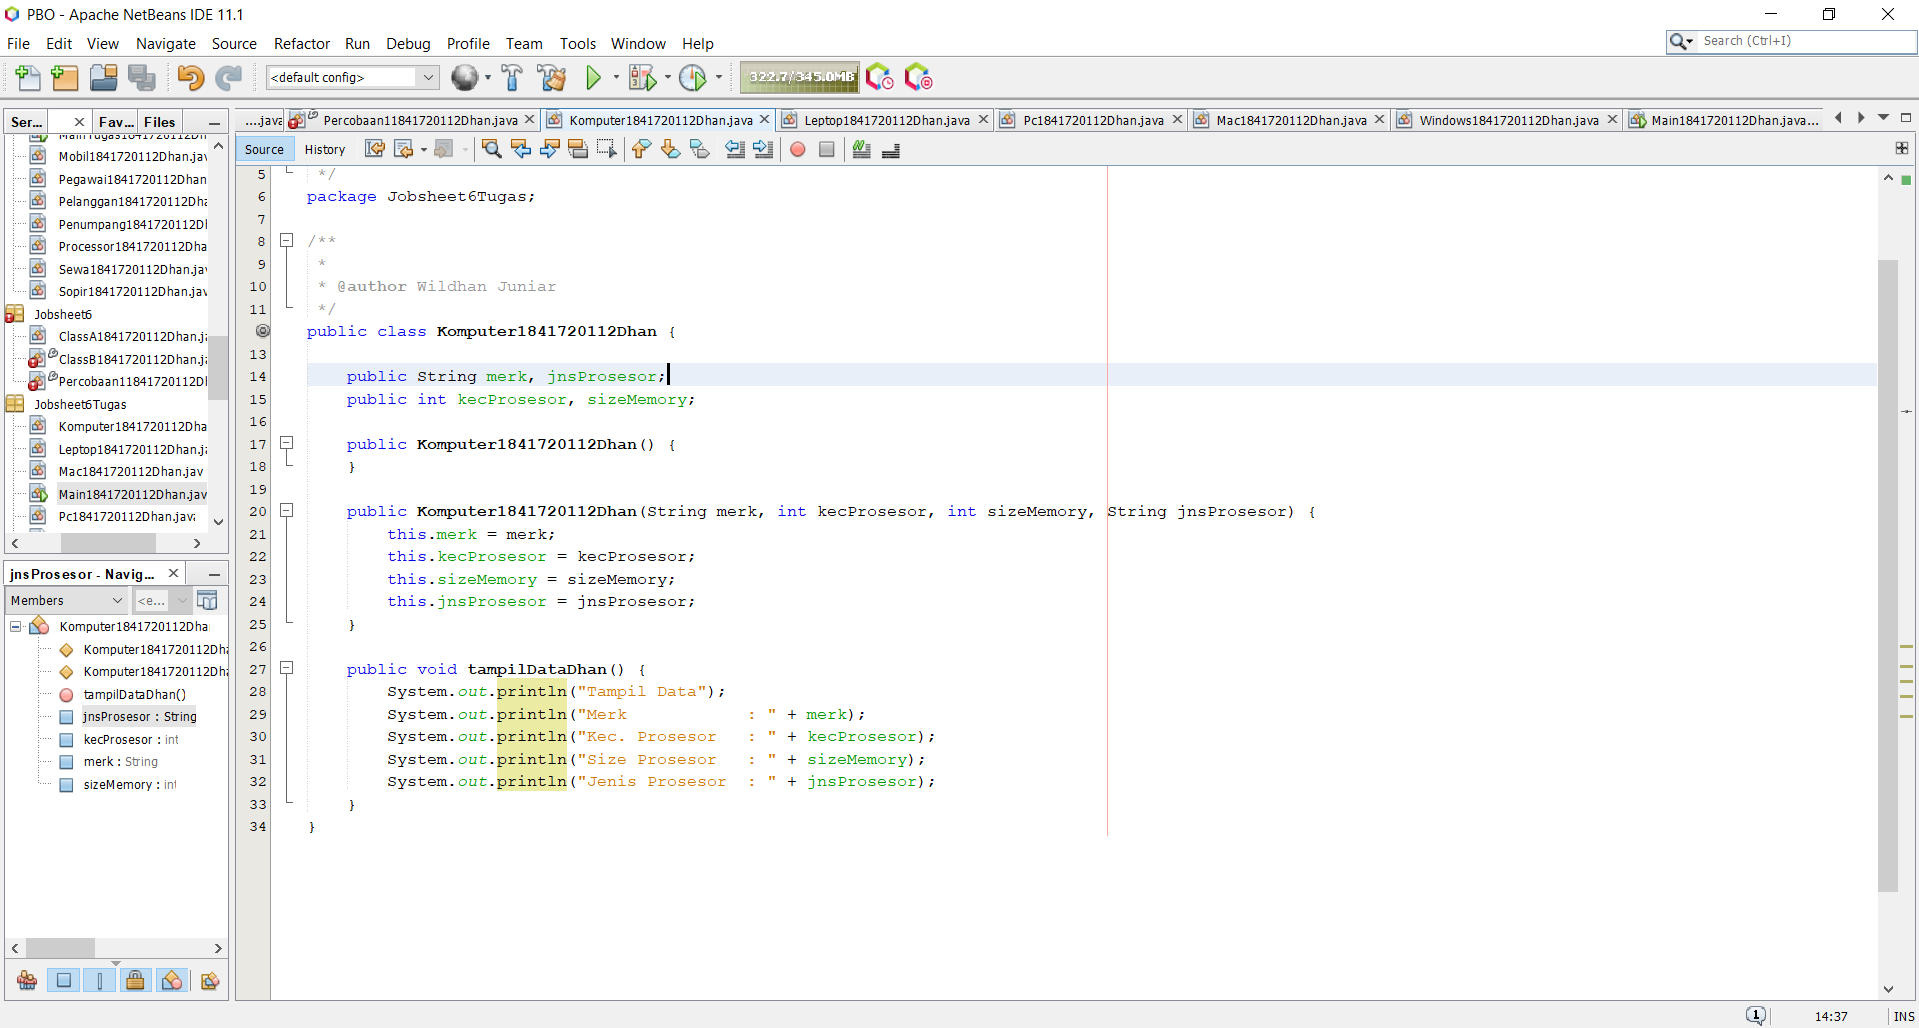 PBO - Apache NetBeans IDE 11.1
File Edit View Navigate Source Refactor Run Debug Profile Team Tools Window Help
Search (Ctrl+I)
<default config>
322.7/345.0MB
Ser... Fav... Files
Mobil1841720112Dhan.jav
Pegawai1841720112Dhan
Pelanggan1841720112Dha
Penumpang1841720112Dl
Processor1841720112Dha
Sewa1841720112Dhan.jav
Sopir1841720112Dhan.jav
Jobsheet6
ClassA1841720112Dhan.ja
ClassB1841720112Dhan.ja
Percobaan11841720112Dl
Jobsheet6Tugas
Komputer1841720112Dha
Leptop1841720112Dhan.ja
Mac1841720112Dhan.jav
Main1841720112Dhan.jav
Pc1841720112Dhan.java
jnsProsesor - Navig...
Members <e...
Komputer1841720112Dha
Komputer1841720112Dha
Komputer1841720112Dha
tampilDataDhan()
jnsProsesor : String
kecProsesor : int
merk : String
sizeMemory : int
....java Percobaan11841720112Dhan.java Komputer1841720112Dhan.java Leptop1841720112Dhan.java Pc1841720112Dhan.java Mac1841720112Dhan.java Windows1841720112Dhan.java Main1841720112Dhan.java...
Source History
5 */
6 package Jobsheet6Tugas;
7
8 /**
9 *
10 * @author Wildhan Juniar
11 */
public class Komputer1841720112Dhan {
13
14 public String merk, jnsProsesor;
15 public int kecProsesor, sizeMemory;
16
17 public Komputer1841720112Dhan() {
18 }
19
20 public Komputer1841720112Dhan(String merk, int kecProsesor, int sizeMemory, String jnsProsesor) {
21 this.merk = merk;
22 this.kecProsesor = kecProsesor;
23 this.sizeMemory = sizeMemory;
24 this.jnsProsesor = jnsProsesor;
25 }
26
27 public void tampilDataDhan() {
28 System.out.println("Tampil Data");
29 System.out.println("Merk            : " + merk);
30 System.out.println("Kec. Prosesor   : " + kecProsesor);
31 System.out.println("Size Prosesor   : " + sizeMemory);
32 System.out.println("Jenis Prosesor  : " + jnsProsesor);
33 }
34 }
1 14:37 INS